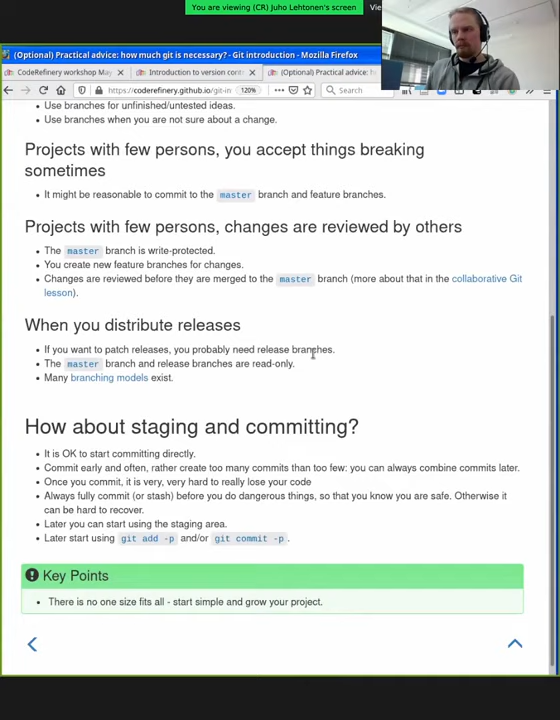 You are viewing (CR) Juho Lehtonen's screen
Vie
(Optional) Practical advice: how much git is necessary? - Git introduction - Mozilla Firefox
CodeRefinery workshop May
Introduction to version cont
(Optional) Practical advice: h
https://coderefinery.github.io/git-in
120%
Search
Use branches for unfinished/untested ideas.
Use branches when you are not sure about a change.
Projects with few persons, you accept things breaking
sometimes
It might be reasonable to commit to the master branch and feature branches.
Projects with few persons, changes are reviewed by others
The master branch is write-protected.
You create new feature branches for changes.
Changes are reviewed before they are merged to the master branch (more about that in the collaborative Git
lesson).
When you distribute releases
If you want to patch releases, you probably need release branches.
The master branch and release branches are read-only.
Many branching models exist.
How about staging and committing?
It is OK to start committing directly.
Commit early and often, rather create too many commits than too few: you can always combine commits later.
Once you commit, it is very, very hard to really lose your code
Always fully commit (or stash) before you do dangerous things, so that you know you are safe. Otherwise it
can be hard to recover.
Later you can start using the staging area.
Later start using git add -p and/or git commit -p.
Key Points
There is no one size fits all - start simple and grow your project.